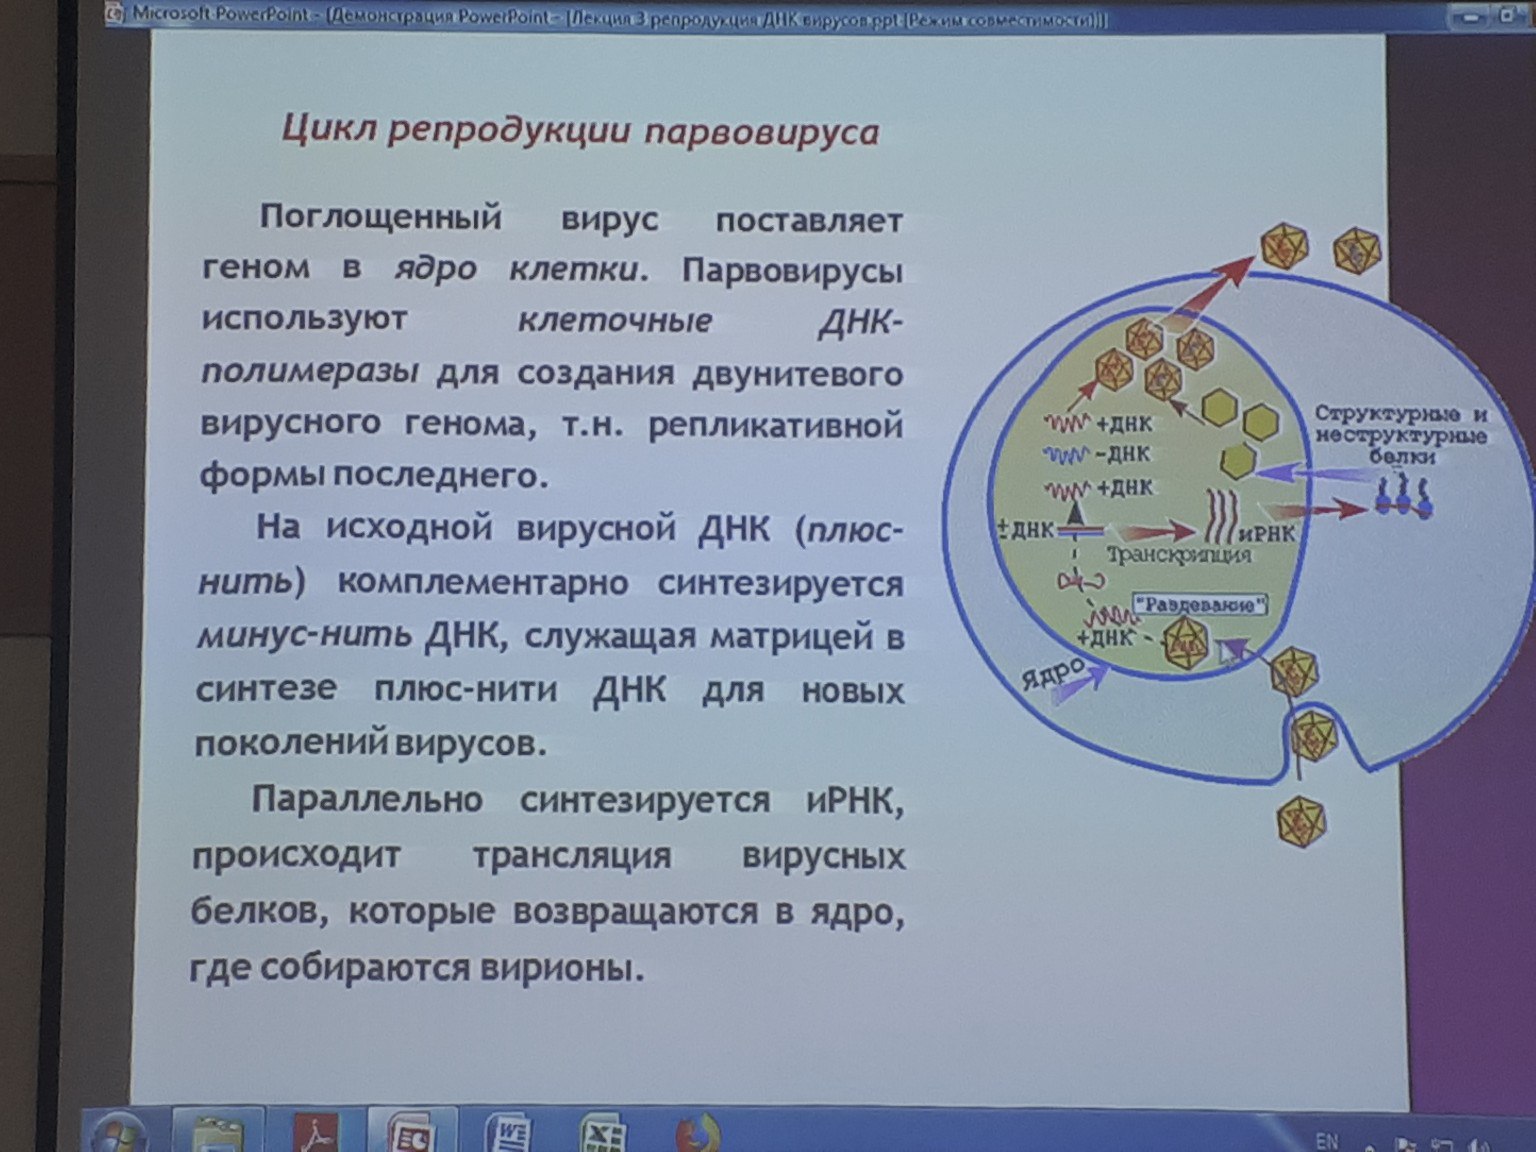 Microsoft PowerPoint - [Демонстрация PowerPoint - [Лекция 3 репродукция ДНК вирусов.ppt [Режим совместимости]]]
Цикл репродукции парвовируса
Поглощенный вирус поставляет
геном в ядро клетки. Парвовирусы
используют клеточные ДНК-
полимеразы для создания двунитевого
вирусного генома, т.н. репликативной
формы последнего.
На исходной вирусной ДНК (плюс-
нить) комплементарно синтезируется
минус-нить ДНК, служащая матрицей в
синтезе плюс-нити ДНК для новых
поколений вирусов.
Параллельно синтезируется иРНК,
происходит трансляция вирусных
белков, которые возвращаются в ядро,
где собираются вирионы.
+ДНК
-ДНК
+ДНК
±ДНК
иРНК
Транскрипция
Структурные и
неструктурные
белки
"Раздевание"
+ДНК
Ядро
EN